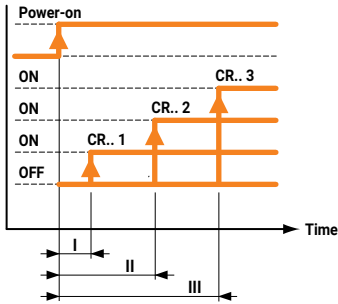 Power-on
ON CR.. 3
ON CR.. 2
ON CR.. 1
OFF
Time
I
II
III